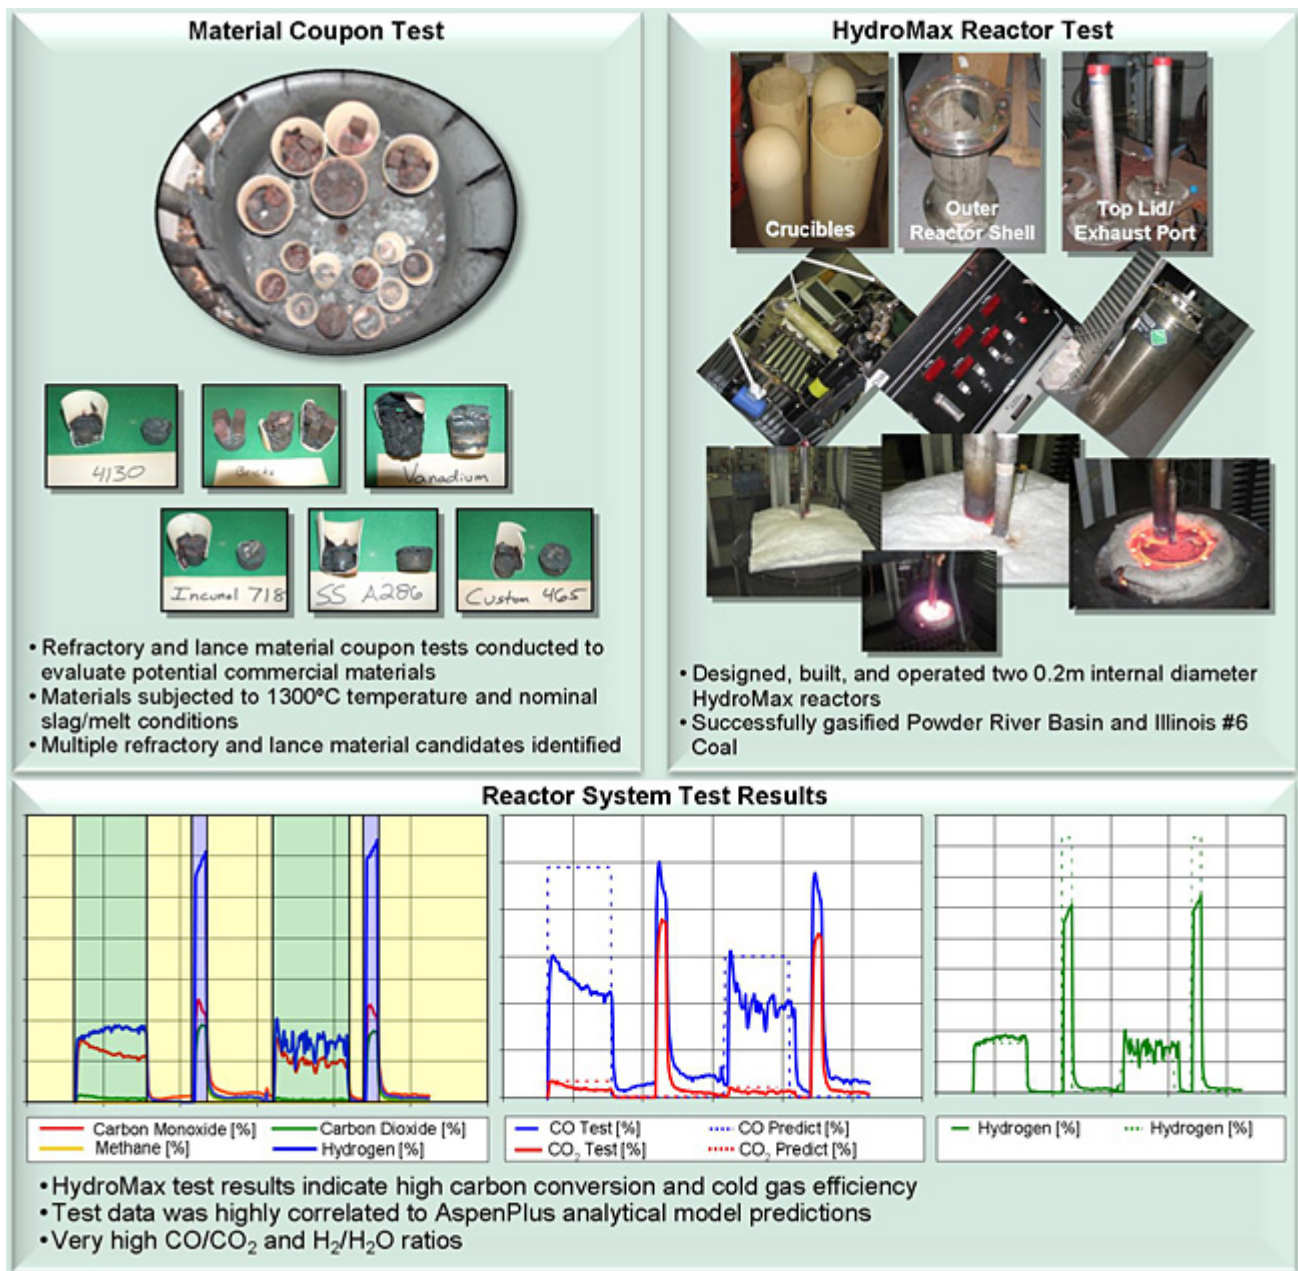 Material Coupon Test
4130
Bricks
Vanadium
Incunel 718
SS A286
Custom 465
• Refractory and lance material coupon tests conducted to
evaluate potential commercial materials
• Materials subjected to 1300ºC temperature and nominal
slag/melt conditions
• Multiple refractory and lance material candidates identified
HydroMax Reactor Test
Crucibles
Outer
Reactor Shell
Top Lid/
Exhaust Port
• Designed, built, and operated two 0.2m internal diameter
HydroMax reactors
• Successfully gasified Powder River Basin and Illinois #6
Coal
Reactor System Test Results
Carbon Monoxide [%] Carbon Dioxide [%]
Methane [%] Hydrogen [%]
CO Test [%] CO Predict [%]
CO₂ Test [%] CO₂ Predict [%]
Hydrogen [%] Hydrogen [%]
• HydroMax test results indicate high carbon conversion and cold gas efficiency
• Test data was highly correlated to AspenPlus analytical model predictions
• Very high CO/CO₂ and H₂/H₂O ratios